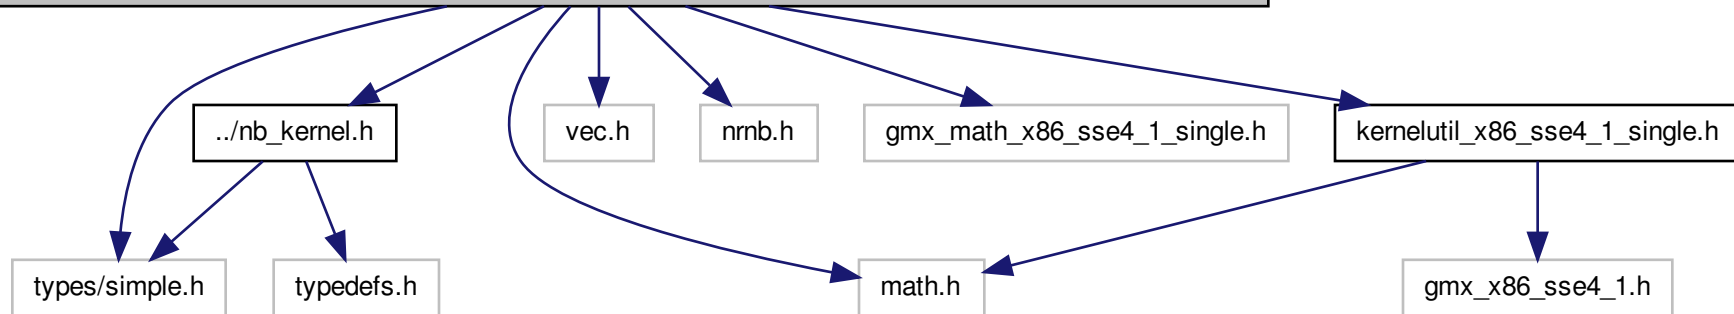 ../nb_kernel.h
vec.h
nrnb.h
gmx_math_x86_sse4_1_single.h
kernelutil_x86_sse4_1_single.h
types/simple.h
typedefs.h
math.h
gmx_x86_sse4_1.h